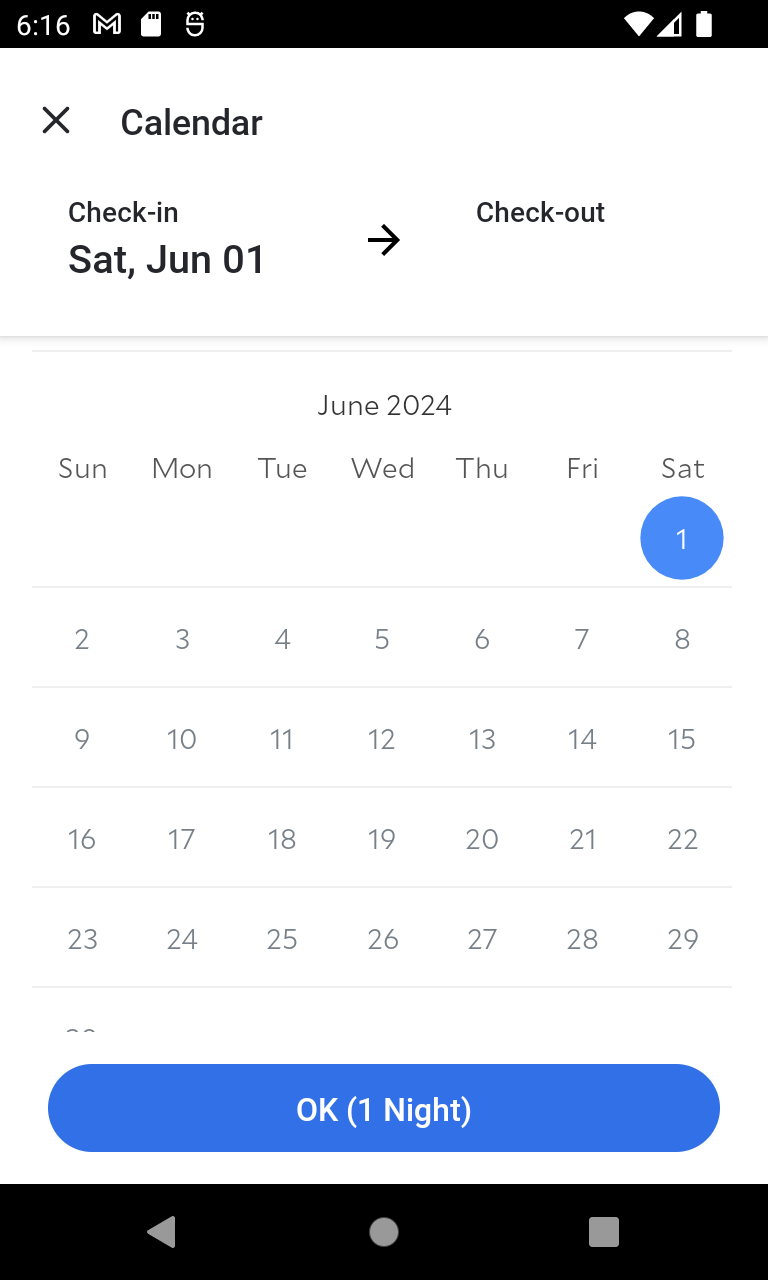 6:16
Calendar
Check-in
Check-out
Sat, Jun 01
June 2024
Sun Mon Tue Wed Thu Fri Sat
1
2 3 4 5 6 7 8
9 10 11 12 13 14 15
16 17 18 19 20 21 22
23 24 25 26 27 28 29
OK (1 Night)